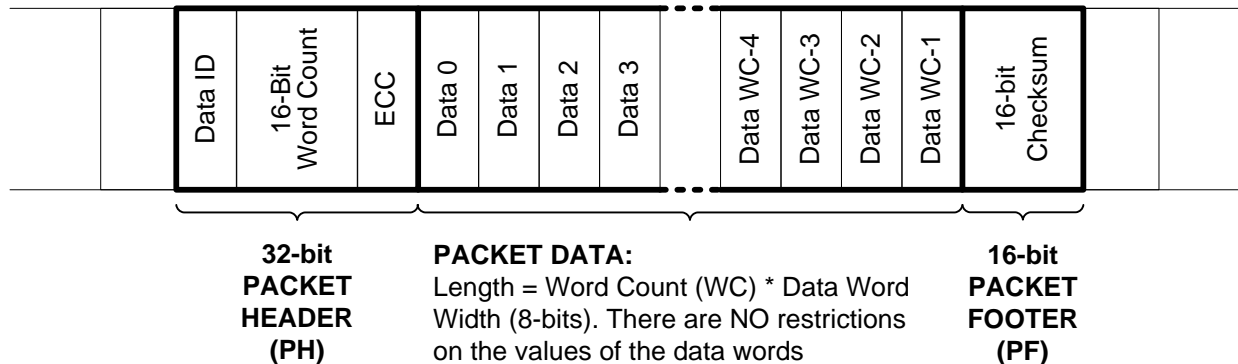 Data ID
16-Bit
Word Count
ECC
Data 0
Data 1
Data 2
Data 3
Data WC-4
Data WC-3
Data WC-2
Data WC-1
16-bit
Checksum
32-bit
PACKET
HEADER
(PH)
PACKET DATA:
Length = Word Count (WC) * Data Word
Width (8-bits). There are NO restrictions
on the values of the data words
16-bit
PACKET
FOOTER
(PF)